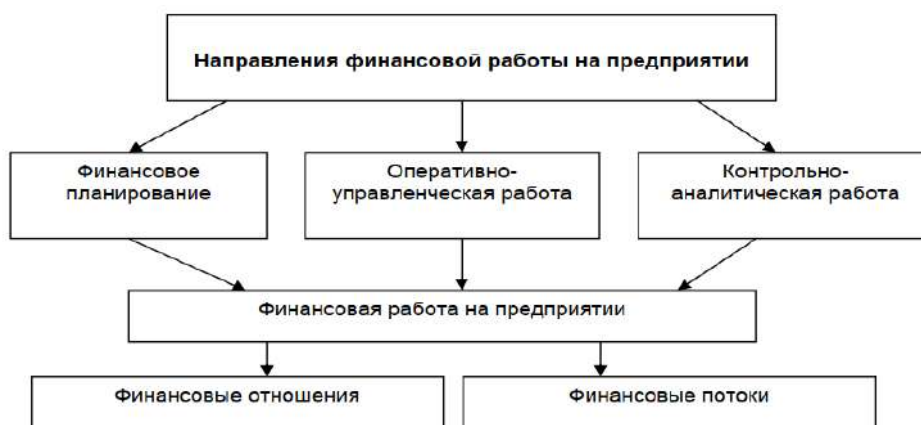 Направления финансовой работы на предприятии
Финансовое
планирование
Оперативно-
управленческая работа
Контрольно-
аналитическая работа
Финансовая работа на предприятии
Финансовые отношения
Финансовые потоки